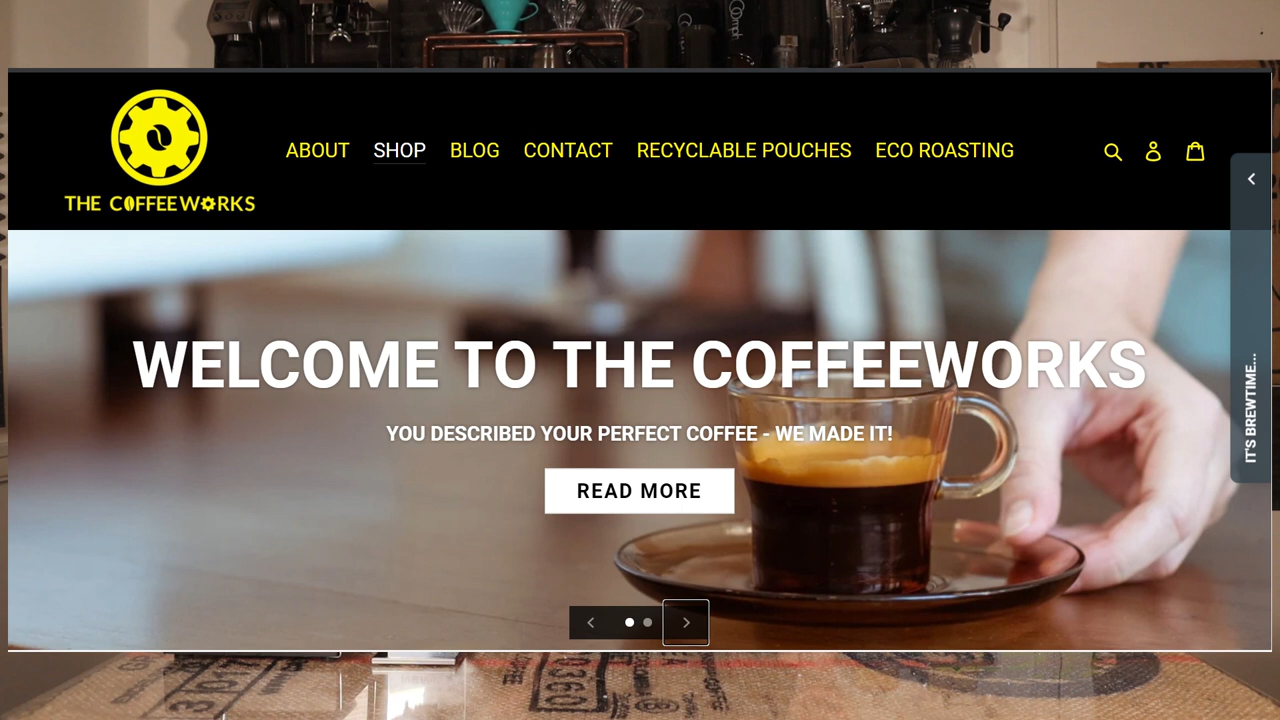 Oomph
ABOUT SHOP BLOG CONTACT RECYCLABLE POUCHES ECO ROASTING
THE COFFEEWORKS
WELCOME TO THE COFFEEWORKS
YOU DESCRIBED YOUR PERFECT COFFEE - WE MADE IT!
READ MORE
IT'S BREWTIME...